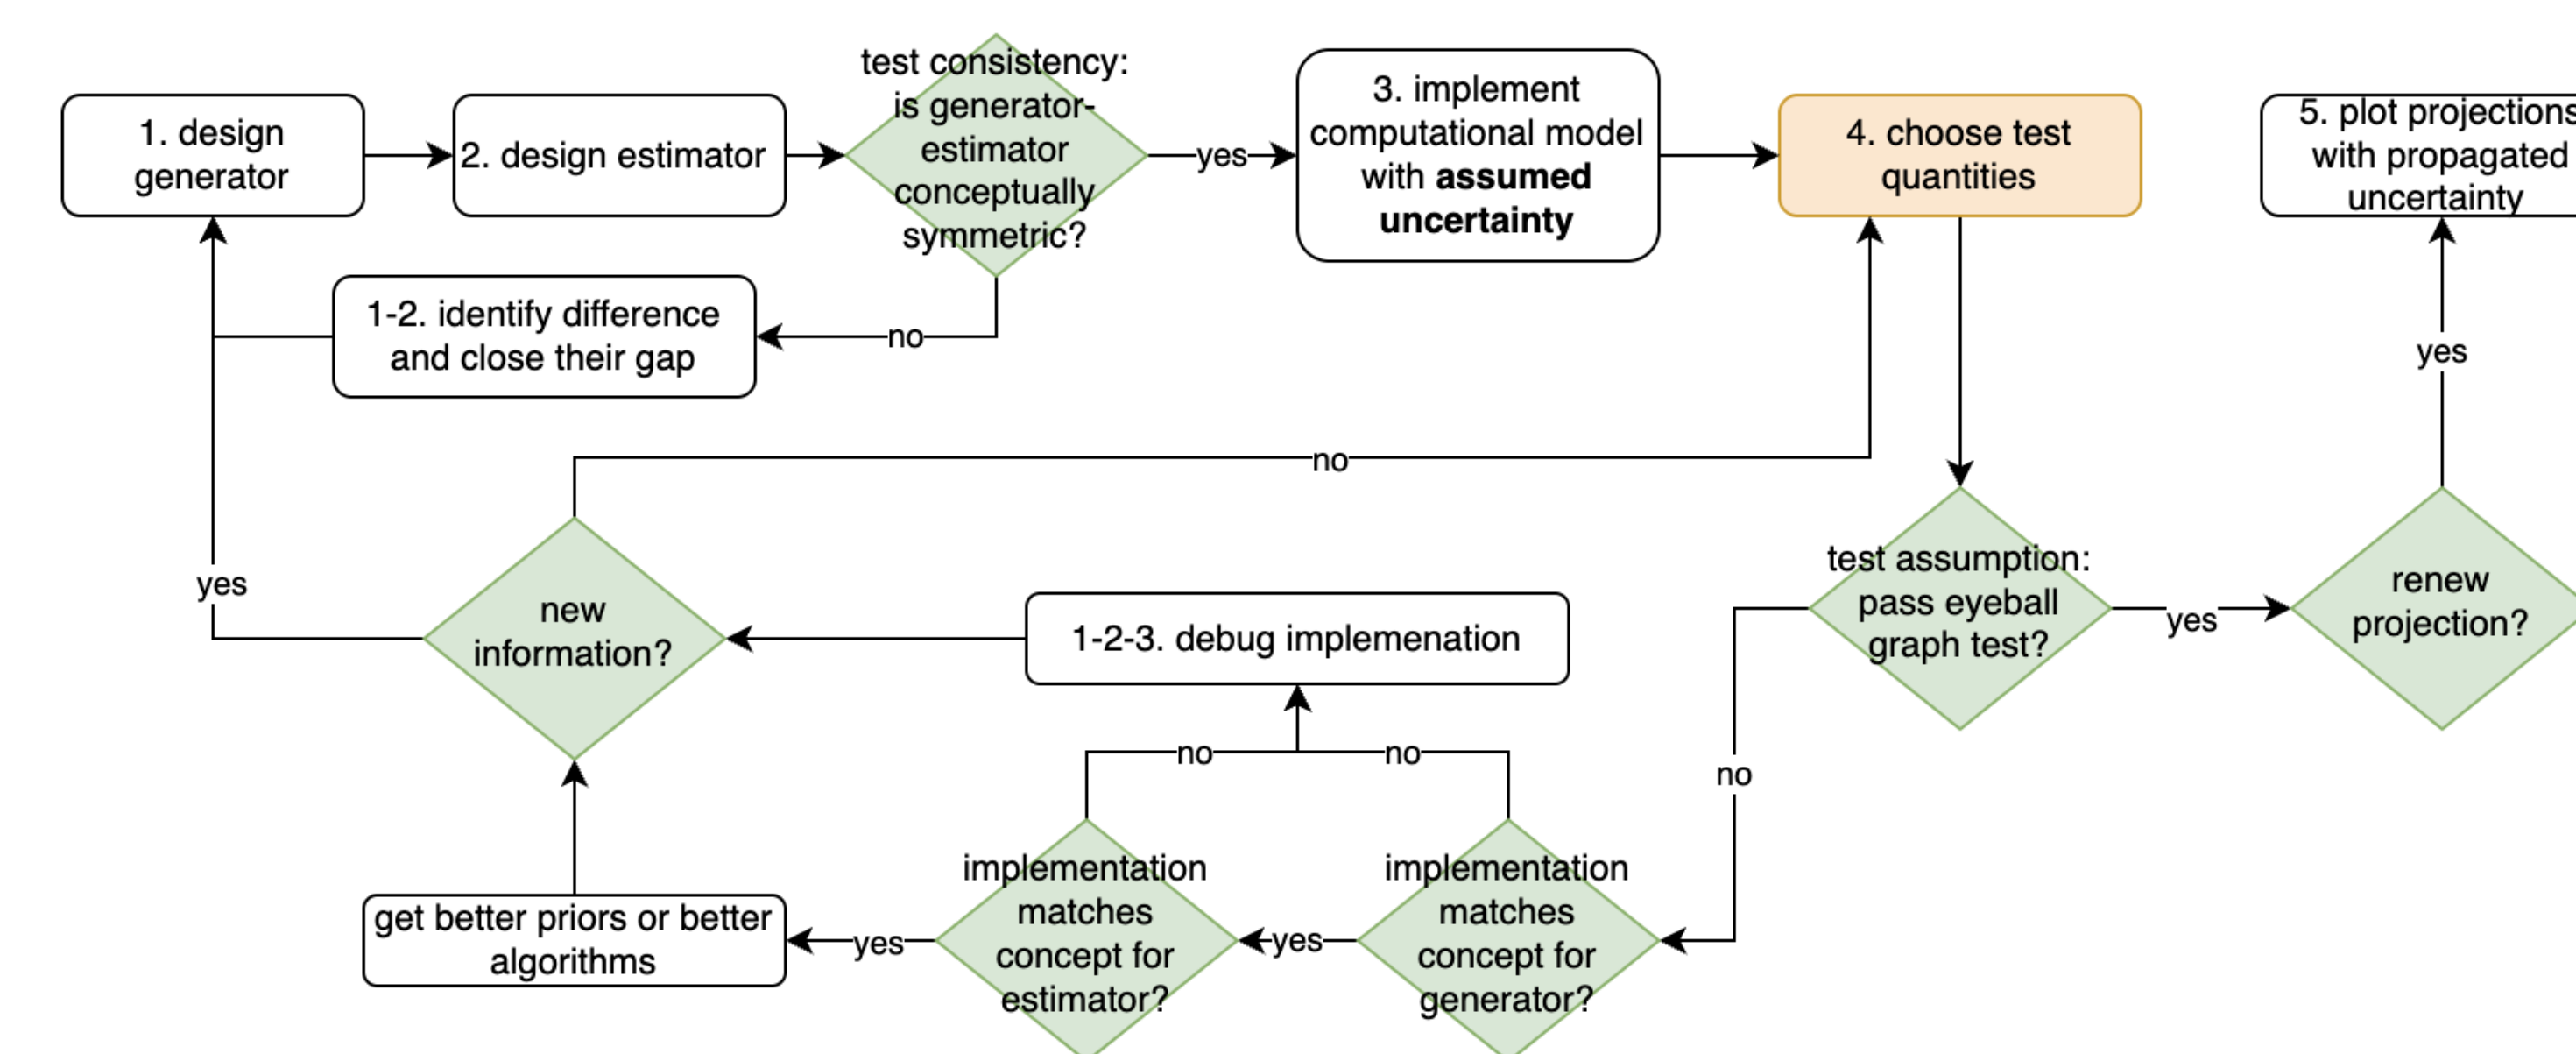 1. design
generator
2. design estimator
test consistency:
is generator-
estimator
conceptually
symmetric?
yes
3. implement
computational model
with assumed
uncertainty
4. choose test
quantities
5. plot projections
with propagated
uncertainty
1-2. identify difference
and close their gap
no
yes
no
yes
new
information?
1-2-3. debug implemenation
test assumption:
pass eyeball
graph test?
yes
renew
projection?
no
no
no
get better priors or better
algorithms
yes
implementation
matches
concept for
estimator?
yes
implementation
matches
concept for
generator?